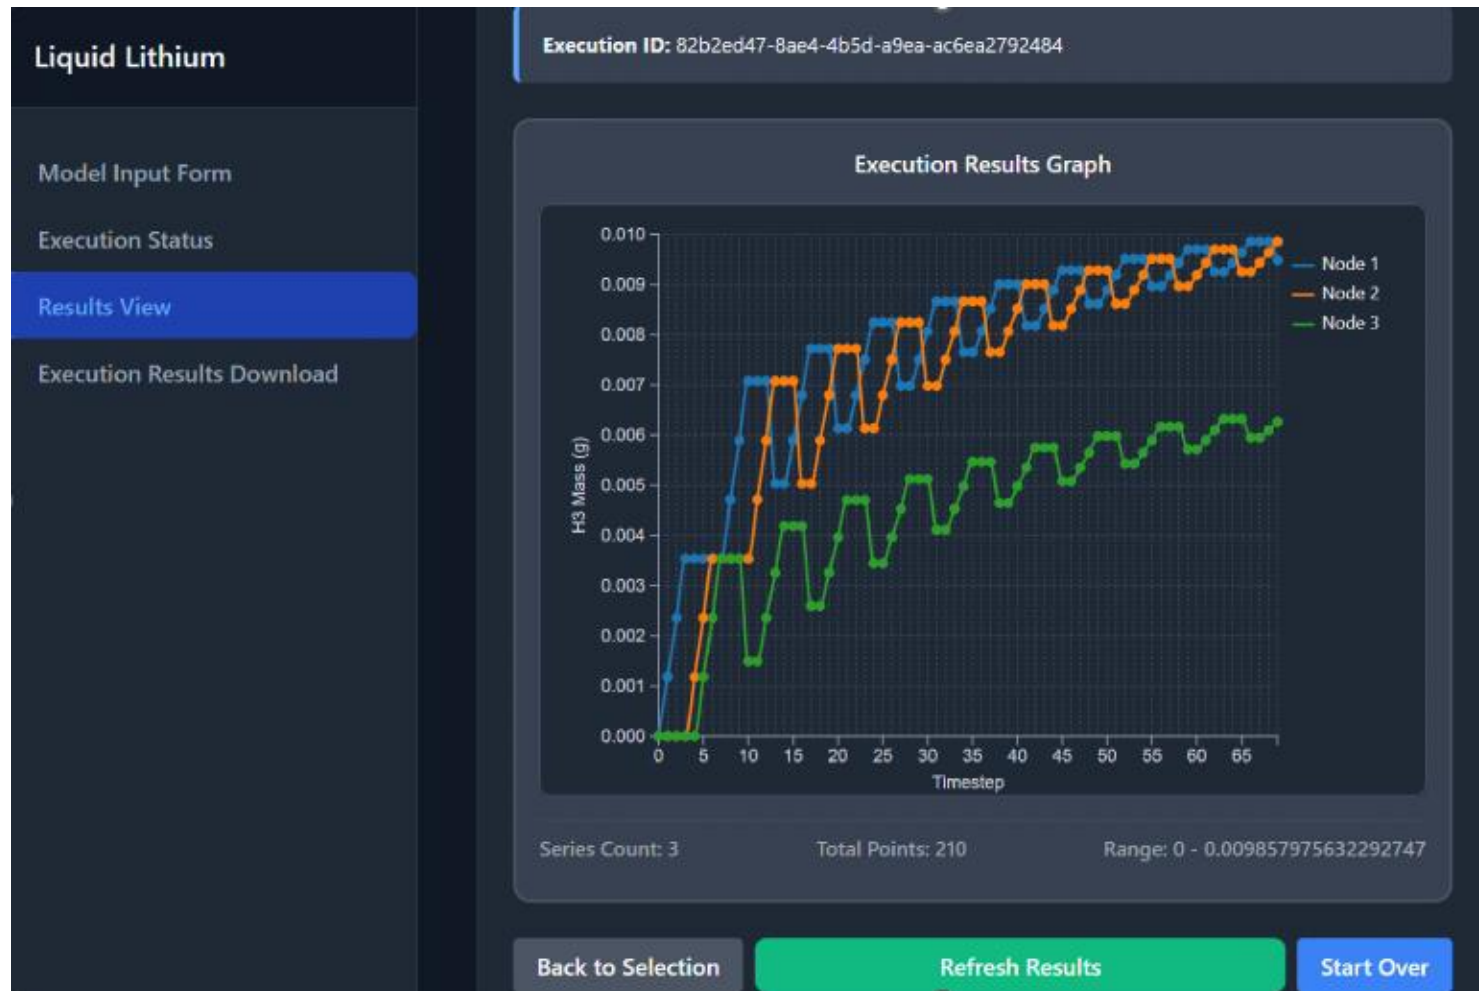 Liquid Lithium
Model Input Form
Execution Status
Results View
Execution Results Download
Execution ID: 82b2ed47-8ae4-4b5d-a9ea-ac6ea2792484
Execution Results Graph
0.010
0.009
0.008
0.007
0.006
0.005
0.004
0.003
0.002
0.001
0.000
H3 Mass (g)
0 5 10 15 20 25 30 35 40 45 50 55 60 65
Timestep
Node 1
Node 2
Node 3
Series Count: 3 Total Points: 210 Range: 0 - 0.009857975632292747
Back to Selection Refresh Results Start Over